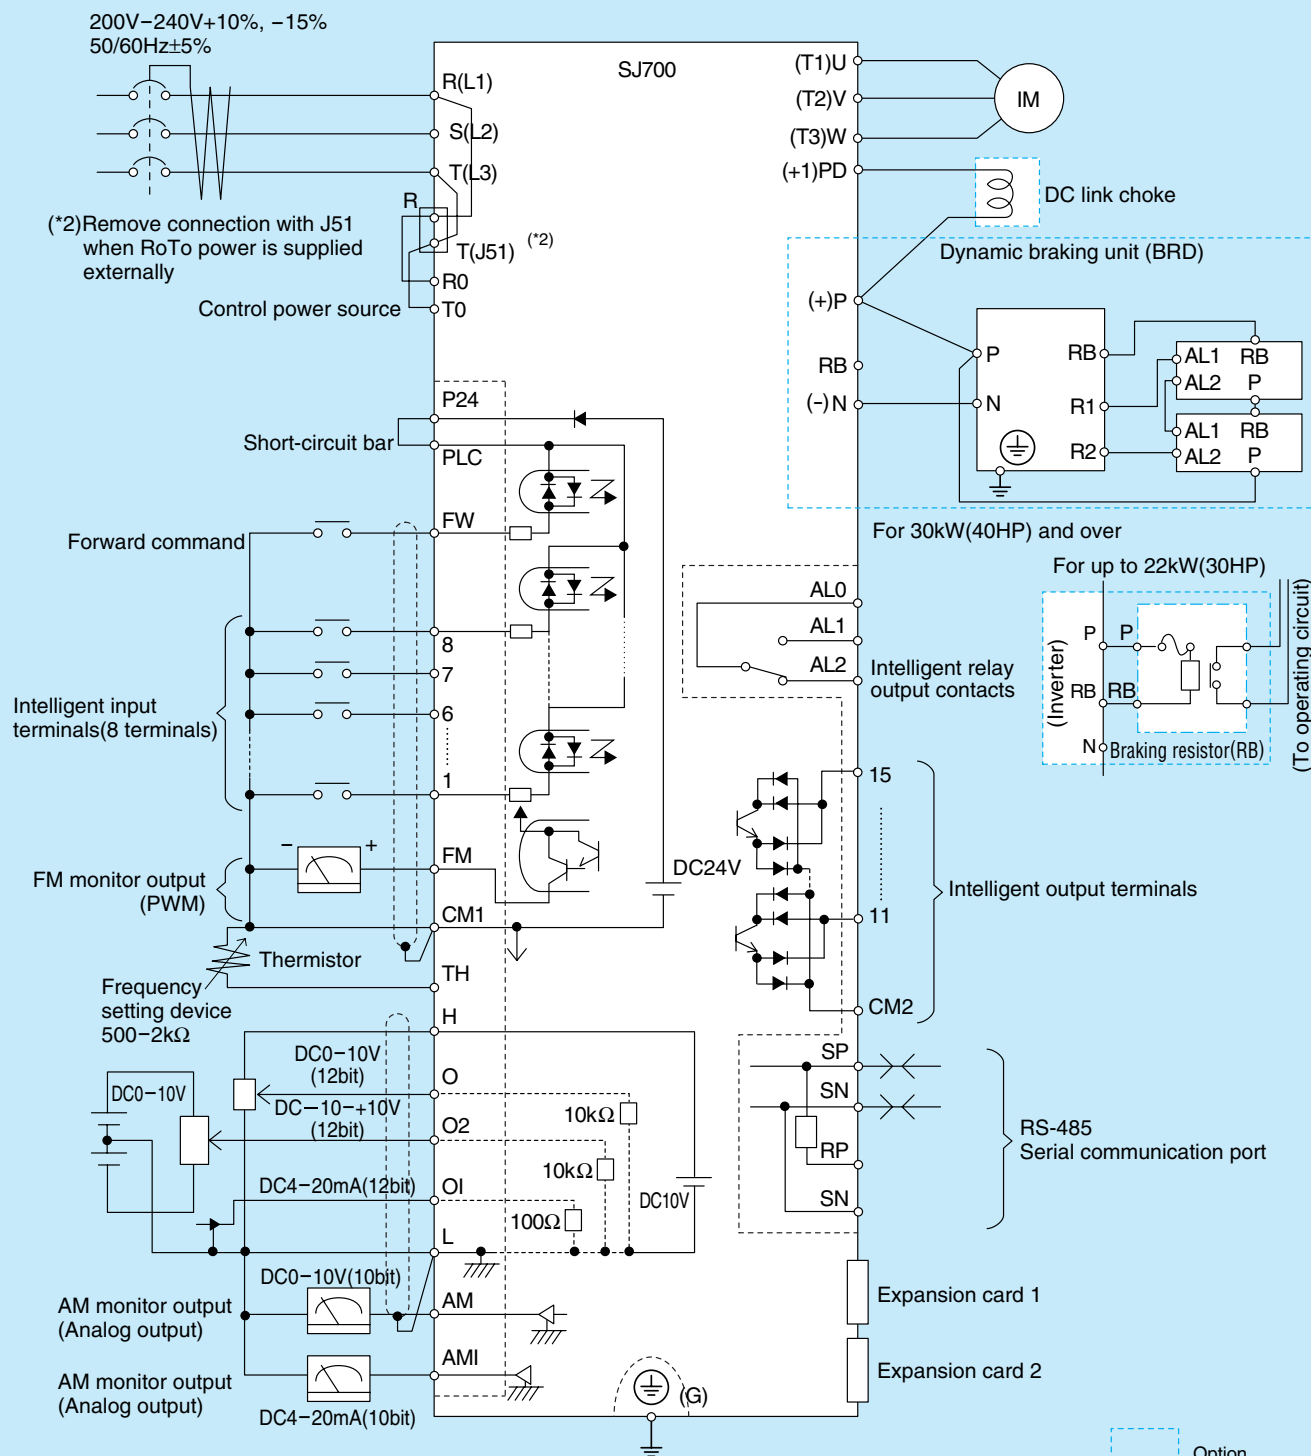 200V−240V+10%, −15%
50/60Hz±5%
SJ700
R(L1)
S(L2)
T(L3)
R
T(J51) (*2)
R0
T0
(*2)Remove connection with J51
when RoTo power is supplied
externally
Control power source
(T1)U
(T2)V
(T3)W
IM
(+1)PD
DC link choke
Dynamic braking unit (BRD)
(+)P
RB
(−)N
P
N
RB
R1
R2
AL1 RB
AL2 P
AL1 RB
AL2 P
For 30kW(40HP) and over
P24
Short-circuit bar
PLC
FW
Forward command
8
7
6
1
Intelligent input
terminals(8 terminals)
− +
FM
FM monitor output
(PWM)
CM1
DC24V
Thermistor
TH
Frequency
setting device
500−2kΩ
AL0
AL1
AL2
Intelligent relay
output contacts
For up to 22kW(30HP)
(Inverter)
P P
RB RB
N
Braking resistor(RB)
(To operating circuit)
15
11
CM2
Intelligent output terminals
H
DC0−10V
(12bit)
O
DC0−10V
DC−10−+10V
(12bit)
O2
DC4−20mA(12bit)
OI
L
10kΩ
10kΩ
100Ω
DC10V
DC0−10V(10bit)
AM monitor output
(Analog output)
AM
AMI
AM monitor output
(Analog output)
DC4−20mA(10bit)
SP
SN
RP
SN
RS-485
Serial communication port
Expansion card 1
Expansion card 2
(G)
Option